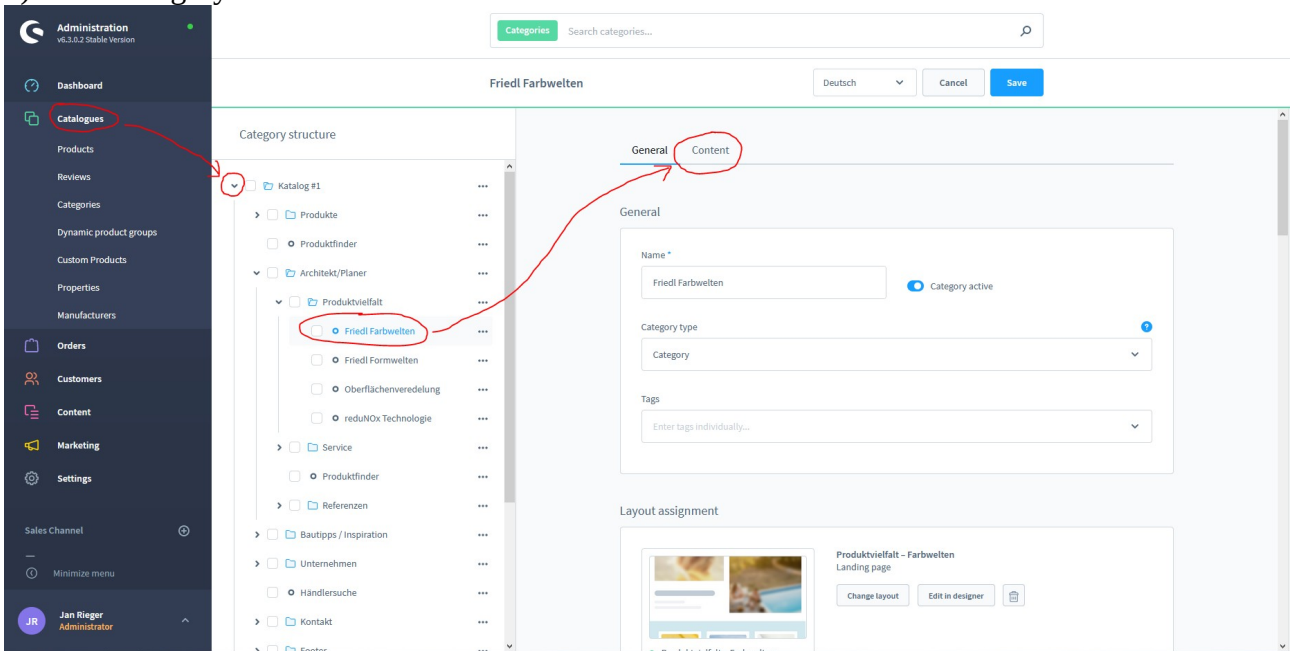 Administration
v6.3.0.2 Stable Version
Categories Search categories...
Friedl Farbwelten
Deutsch
Cancel
Save
Dashboard
Catalogues
Products
Reviews
Categories
Dynamic product groups
Custom Products
Properties
Manufacturers
Orders
Customers
Content
Marketing
Settings
Sales Channel
Minimize menu
JR
Jan Rieger
Administrator
Category structure
Katalog #1
Produkte
Produktfinder
Architekt/Planer
Produktvielfalt
Friedl Farbwelten
Friedl Formwelten
Oberflächenveredelung
reduNOx Technologie
Service
Produktfinder
Referenzen
Bautipps / Inspiration
Unternehmen
Händlersuche
Kontakt
General Content
General
Name *
Friedl Farbwelten
Category active
Category type
Category
Tags
Enter tags individually...
Layout assignment
Produktvielfalt – Farbwelten
Landing page
Change layout
Edit in designer